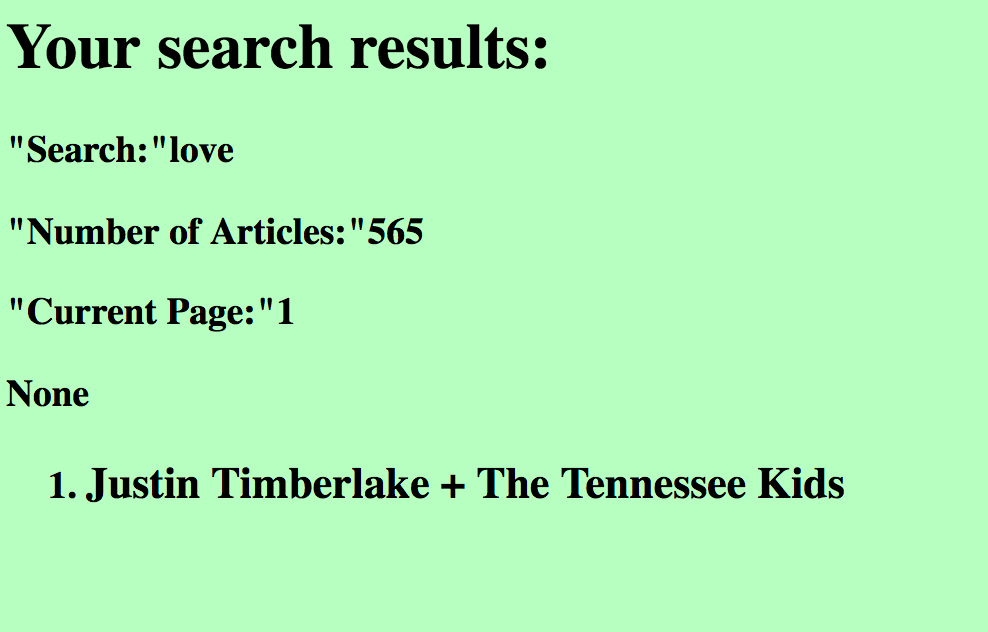 Your search results:
"Search:"love
"Number of Articles:"565
"Current Page:"1
None
1. Justin Timberlake + The Tennessee Kids